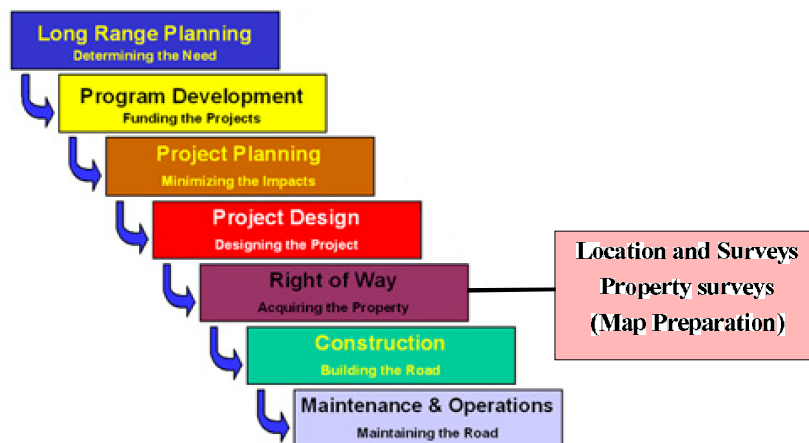 Long Range Planning
Determining the Need
Program Development
Funding the Projects
Project Planning
Minimizing the Impacts
Project Design
Designing the Project
Right of Way
Acquiring the Property
Location and Surveys
Property surveys
(Map Preparation)
Construction
Building the Road
Maintenance & Operations
Maintaining the Road